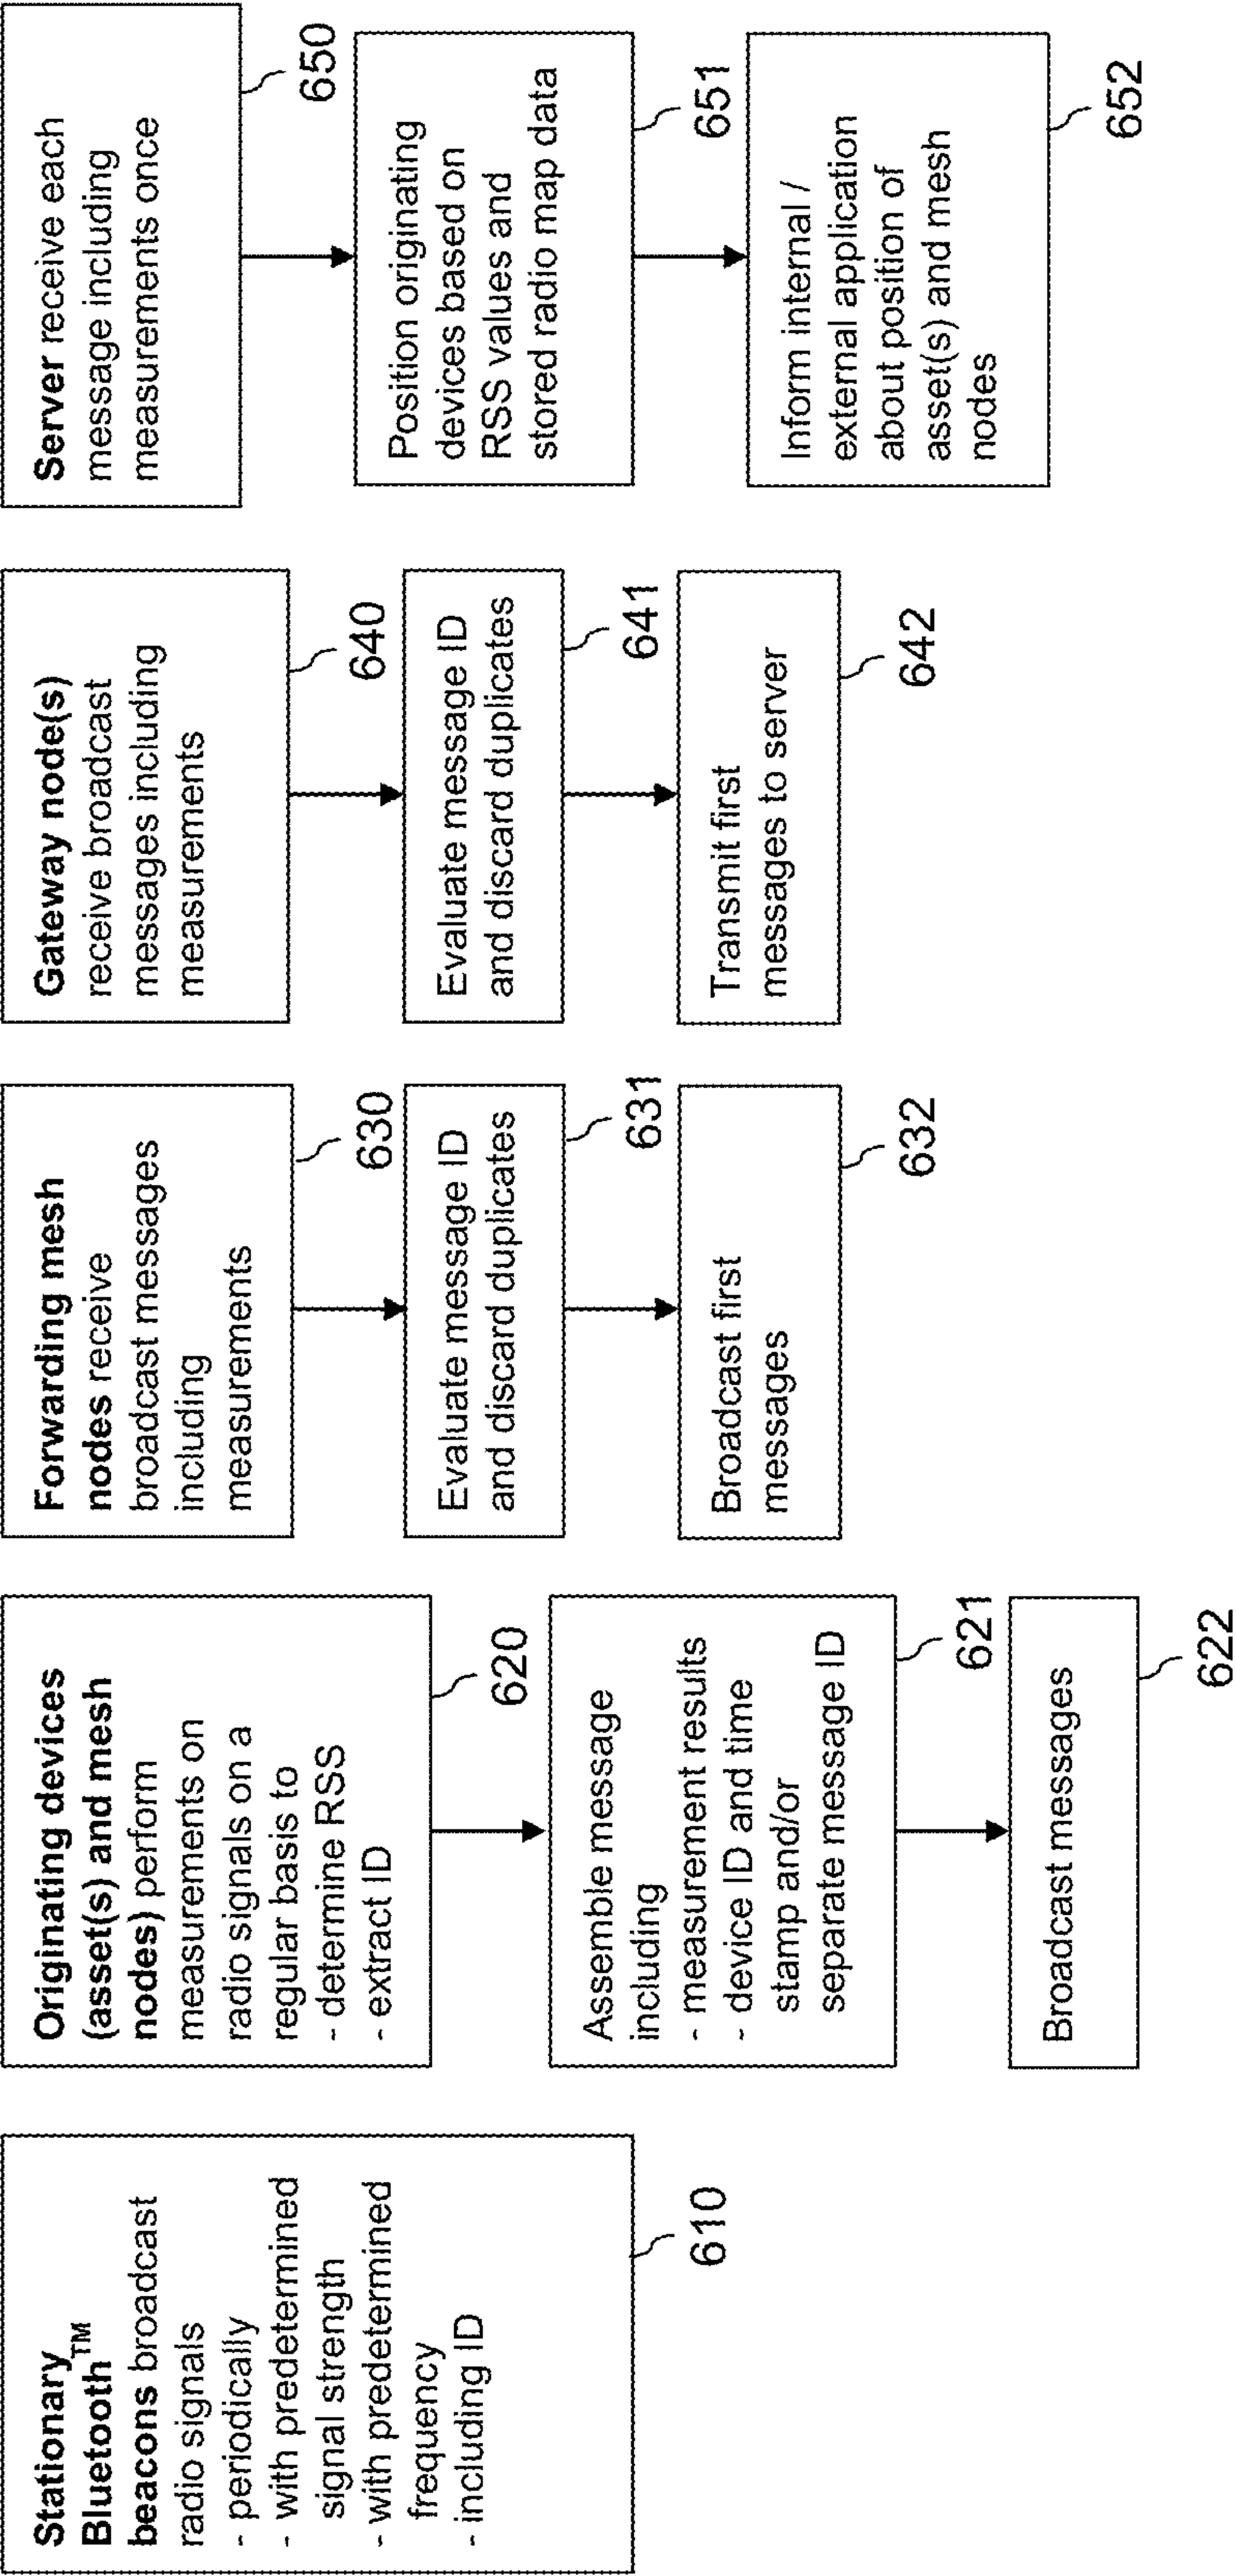 Stationary
Bluetooth™
beacons broadcast
radio signals
- periodically
- with predetermined
signal strength
- with predetermined
frequency
- including ID
610
Originating devices
(asset(s) and mesh
nodes) perform
measurements on
radio signals on a
regular basis to
- determine RSS
- extract ID
620
Assemble message
including
- measurement results
- device ID and time
stamp and/or
separate message ID
621
Broadcast messages
622
Forwarding mesh
nodes receive
broadcast messages
including
measurements
630
Evaluate message ID
and discard duplicates
631
Broadcast first
messages
632
Gateway node(s)
receive broadcast
messages including
measurements
640
Evaluate message ID
and discard duplicates
641
Transmit first
messages to server
642
Server receive each
message including
measurements once
650
Position originating
devices based on
RSS values and
stored radio map data
651
Inform internal /
external application
about position of
asset(s) and mesh
nodes
652